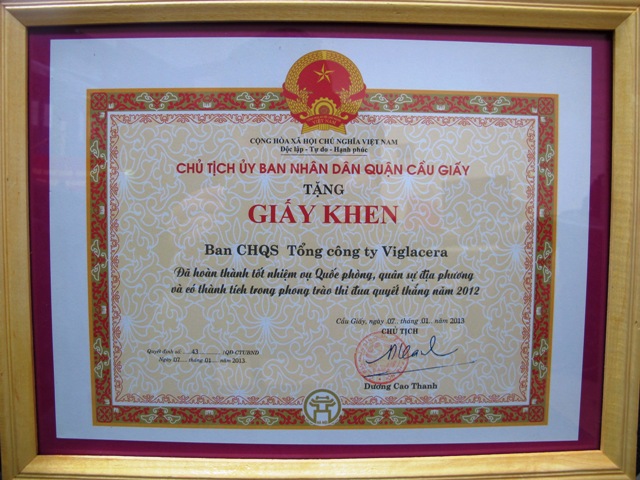 CỘNG HÒA XÃ HỘI CHỦ NGHĨA VIỆT NAM
Độc lập - Tự do - Hạnh phúc
CHỦ TỊCH ỦY BAN NHÂN DÂN QUẬN CẦU GIẤY
TẶNG
GIẤY KHEN
Ban CHQS Tổng công ty Viglacera
Đã hoàn thành tốt nhiệm vụ Quốc phòng, quân sự địa phương
và có thành tích trong phong trào thi đua quyết thắng năm 2012
Cầu Giấy, ngày .07.. tháng .01.. năm 2013
CHỦ TỊCH
Quyết định số .....43............/QĐ-CTUBND
Ngày 07..... tháng .01..... năm .2013.
Dương Cao Thanh